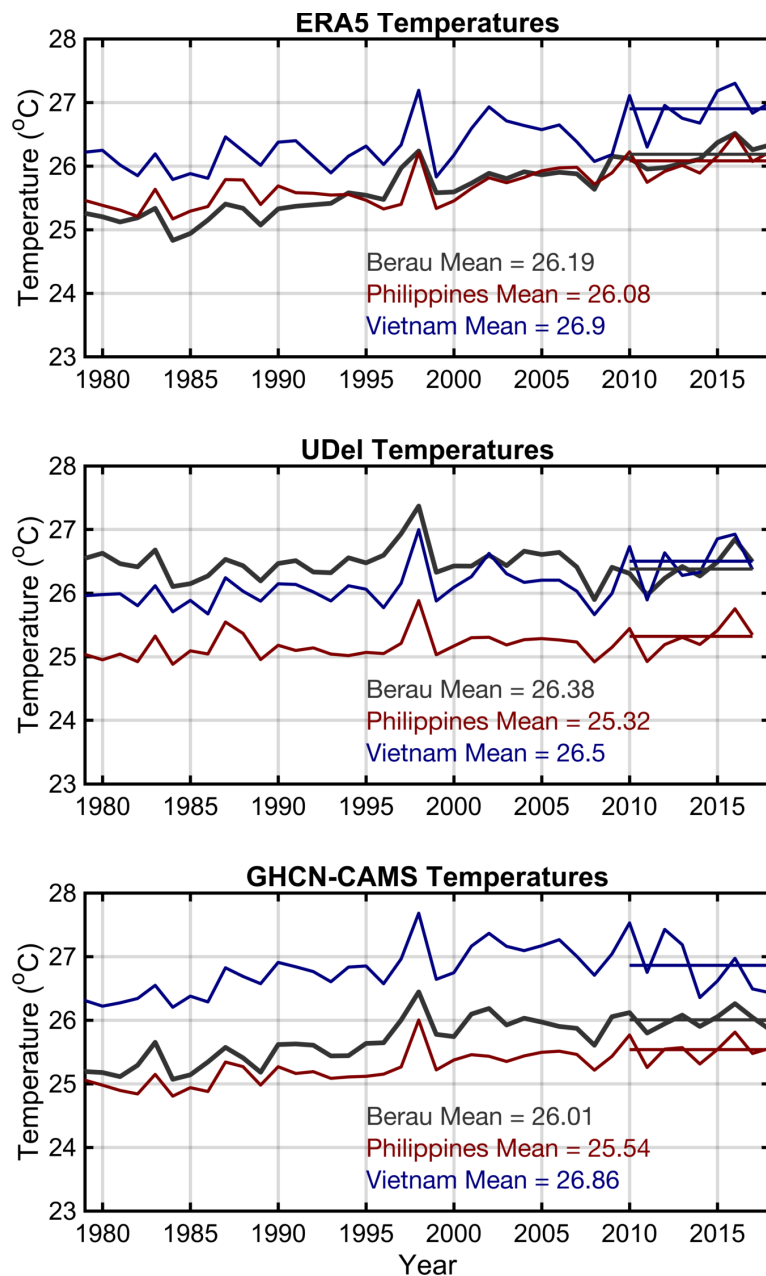 ERA5 Temperatures
Temperature (°C)
28
27
26
25
24
23
Berau Mean = 26.19
Philippines Mean = 26.08
Vietnam Mean = 26.9
1980 1985 1990 1995 2000 2005 2010 2015
UDel Temperatures
Temperature (°C)
28
27
26
25
24
23
Berau Mean = 26.38
Philippines Mean = 25.32
Vietnam Mean = 26.5
1980 1985 1990 1995 2000 2005 2010 2015
GHCN-CAMS Temperatures
Temperature (°C)
28
27
26
25
24
23
Berau Mean = 26.01
Philippines Mean = 25.54
Vietnam Mean = 26.86
1980 1985 1990 1995 2000 2005 2010 2015
Year